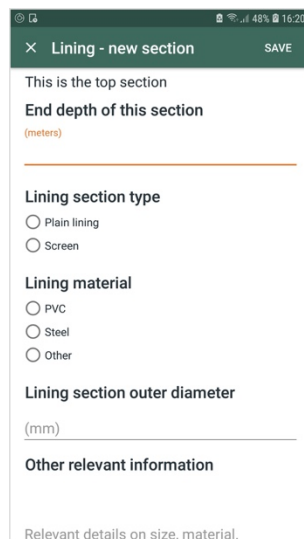 48% 16:20
× Lining - new section SAVE
This is the top section
End depth of this section
(meters)
Lining section type
Plain lining
Screen
Lining material
PVC
Steel
Other
Lining section outer diameter
(mm)
Other relevant information
Relevant details on size, material,